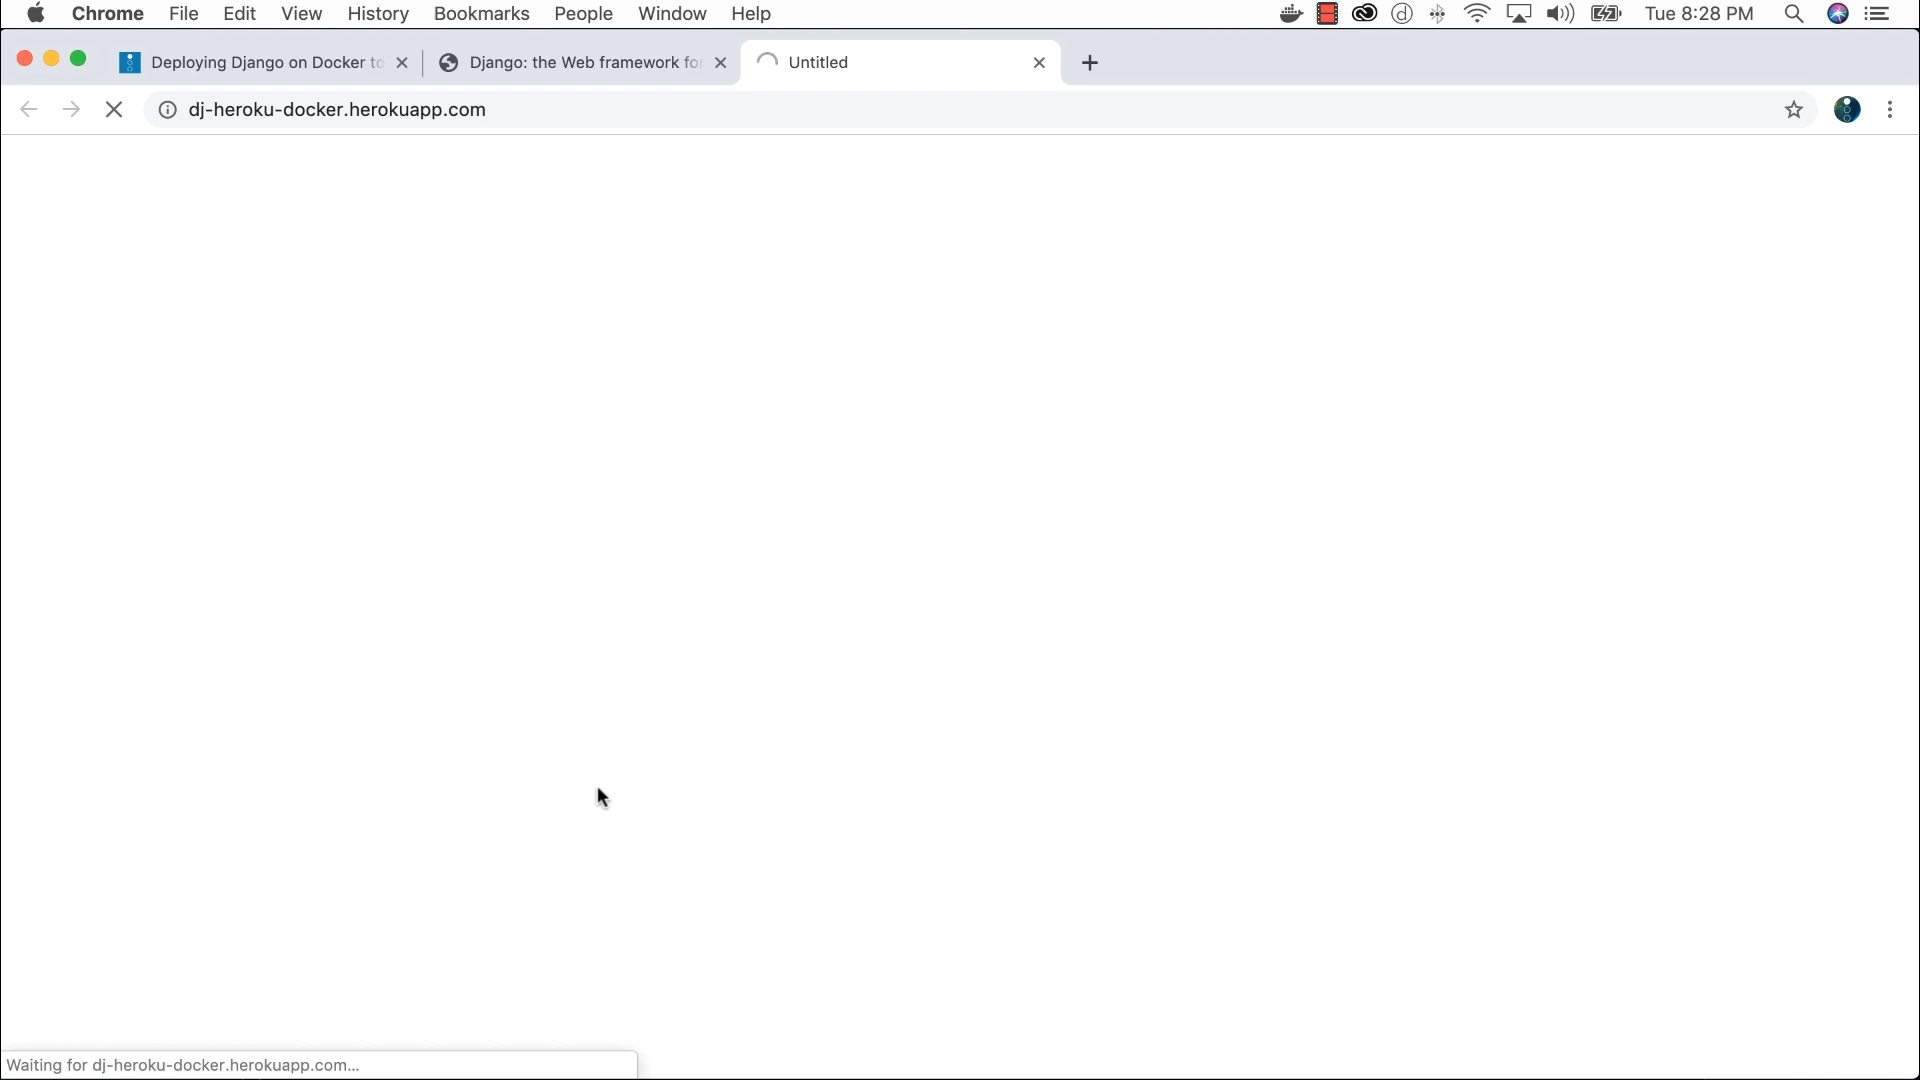 Chrome File Edit View History Bookmarks People Window Help Tue 8:28 PM
Deploying Django on Docker to Django: the Web framework for Untitled
dj-heroku-docker.herokuapp.com
Waiting for dj-heroku-docker.herokuapp.com...